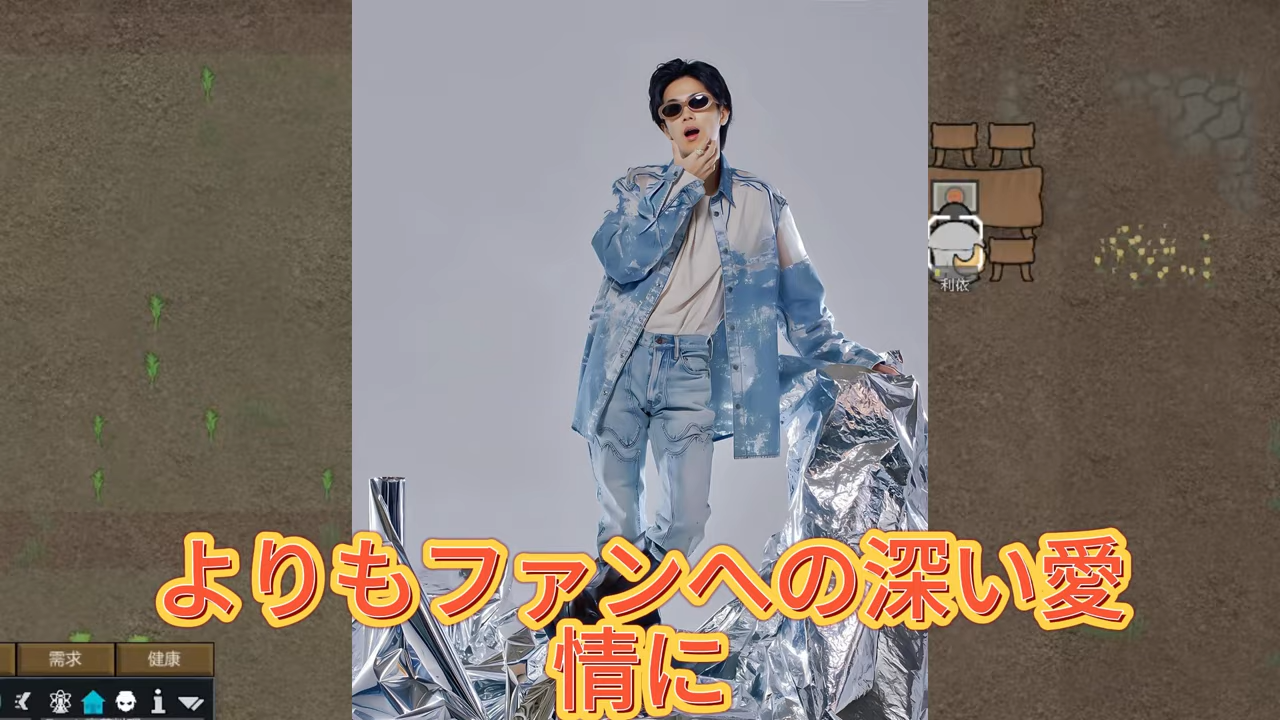 利依
よりもファンへの深い愛
情に
需求
健康